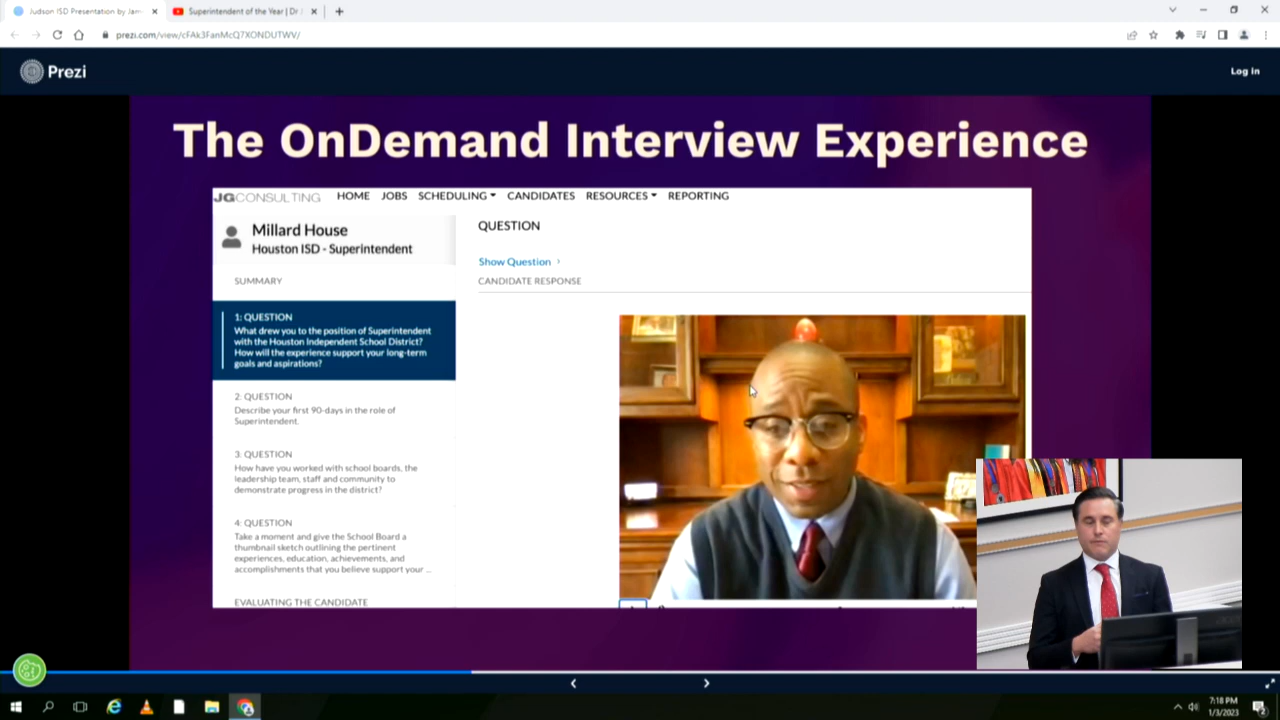 Judson ISD Presentation by Jam
Superintendent of the Year | Dr J
prezi.com/view/cFAk3FanMcQ7XONDUTWV/
Prezi
Log in
The OnDemand Interview Experience
JGCONSULTING HOME JOBS SCHEDULING CANDIDATES RESOURCES REPORTING
Millard House
Houston ISD - Superintendent
SUMMARY
1: QUESTION
What drew you to the position of Superintendent
with the Houston Independent School District?
How will the experience support your long-term
goals and aspirations?
2: QUESTION
Describe your first 90-days in the role of
Superintendent.
3: QUESTION
How have you worked with school boards, the
leadership team, staff and community to
demonstrate progress in the district?
4: QUESTION
Take a moment and give the School Board a
thumbnail sketch outlining the pertinent
experiences, education, achievements, and
accomplishments that you believe support your ...
EVALUATING THE CANDIDATE
QUESTION
Show Question
CANDIDATE RESPONSE
7:18 PM
1/3/2023
2